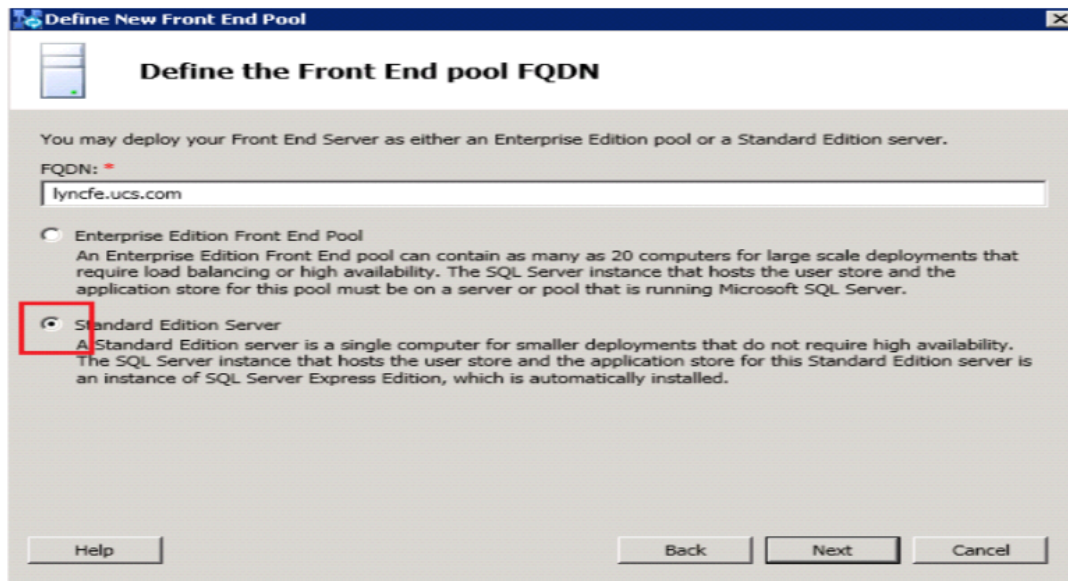 Define New Front End Pool
Define the Front End pool FQDN
You may deploy your Front End Server as either an Enterprise Edition pool or a Standard Edition server.
FQDN: *
lyncfe.ucs.com
Enterprise Edition Front End Pool
An Enterprise Edition Front End pool can contain as many as 20 computers for large scale deployments that
require load balancing or high availability. The SQL Server instance that hosts the user store and the
application store for this pool must be on a server or pool that is running Microsoft SQL Server.
Standard Edition Server
A Standard Edition server is a single computer for smaller deployments that do not require high availability.
The SQL Server instance that hosts the user store and the application store for this Standard Edition server is
an instance of SQL Server Express Edition, which is automatically installed.
Help Back Next Cancel